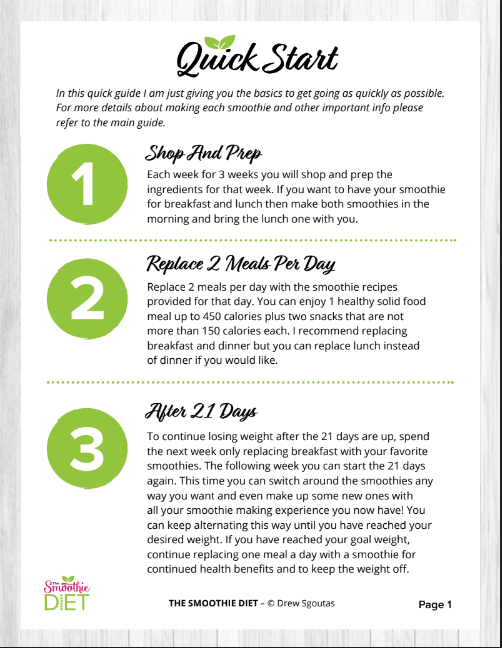 Quick Start
In this quick guide I am just giving you the basics to get going as quickly as possible.
For more details about making each smoothie and other important info please
refer to the main guide.
1
Shop And Prep
Each week for 3 weeks you will shop and prep the
ingredients for that week. If you want to have your smoothie
for breakfast and lunch then make both smoothies in the
morning and bring the lunch one with you.
2
Replace 2 Meals Per Day
Replace 2 meals per day with the smoothie recipes
provided for that day. You can enjoy 1 healthy solid food
meal up to 450 calories plus two snacks that are not
more than 150 calories each. I recommend replacing
breakfast and dinner but you can replace lunch instead
of dinner if you would like.
3
After 21 Days
To continue losing weight after the 21 days are up, spend
the next week only replacing breakfast with your favorite
smoothies. The following week you can start the 21 days
again. This time you can switch around the smoothies any
way you want and even make up some new ones with
all your smoothie making experience you now have! You
can keep alternating this way until you have reached your
desired weight. If you have reached your goal weight,
continue replacing one meal a day with a smoothie for
continued health benefits and to keep the weight off.
The
Smoothie
DIET
THE SMOOTHIE DIET – © Drew Sgoutas
Page 1